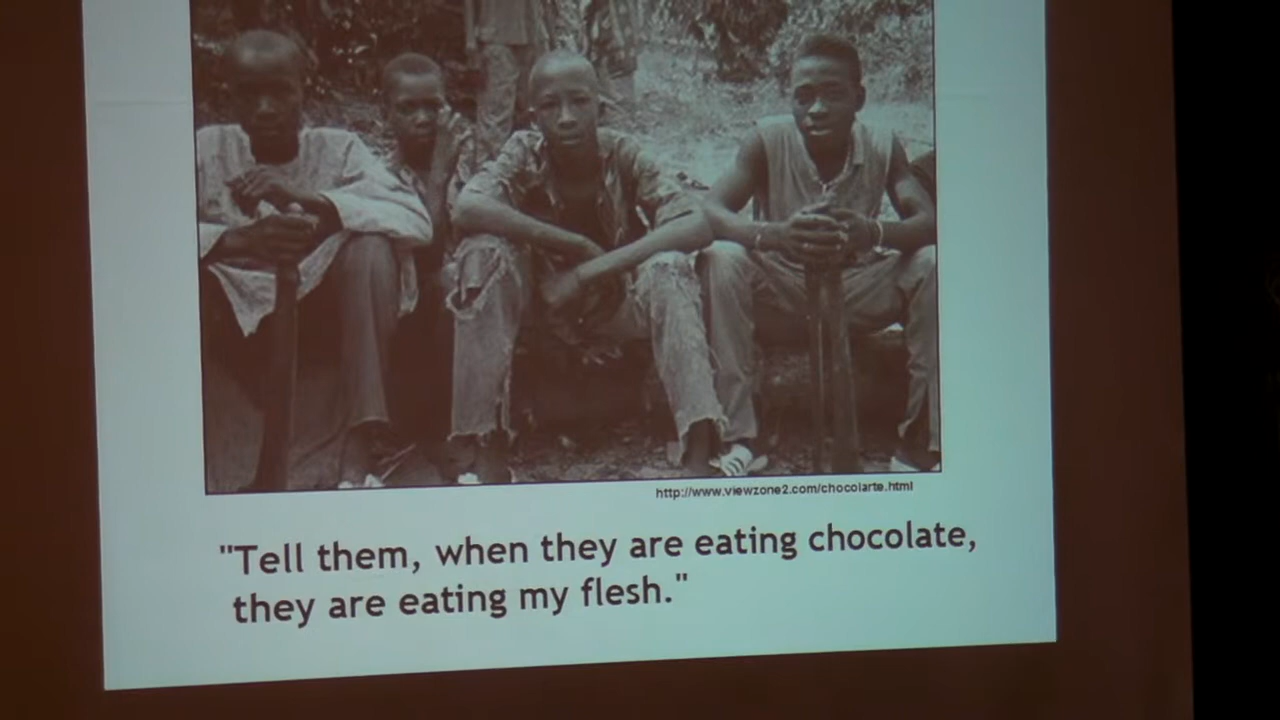 http://www.viewzone2.com/chocolarte.html
"Tell them, when they are eating chocolate,
they are eating my flesh."